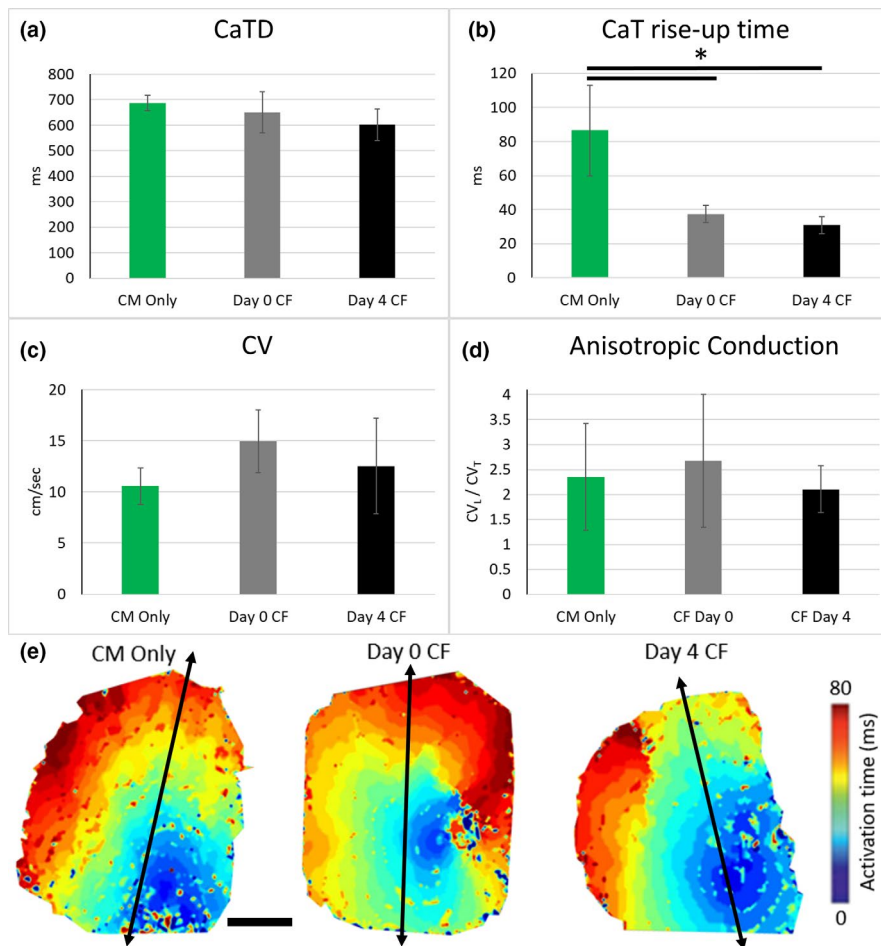 (a)
CaTD
800
700
600
500
400
300
200
100
0
ms
CM Only
Day 0 CF
Day 4 CF
(b)
CaT rise-up time
*
120
100
80
60
40
20
0
ms
CM Only
Day 0 CF
Day 4 CF
(c)
CV
20
15
10
5
0
cm/sec
CM Only
Day 0 CF
Day 4 CF
(d)
Anisotropic Conduction
4
3.5
3
2.5
2
1.5
1
0.5
0
CVL / CVT
CM Only
CF Day 0
CF Day 4
(e)
CM Only
Day 0 CF
Day 4 CF
80
Activation time (ms)
0